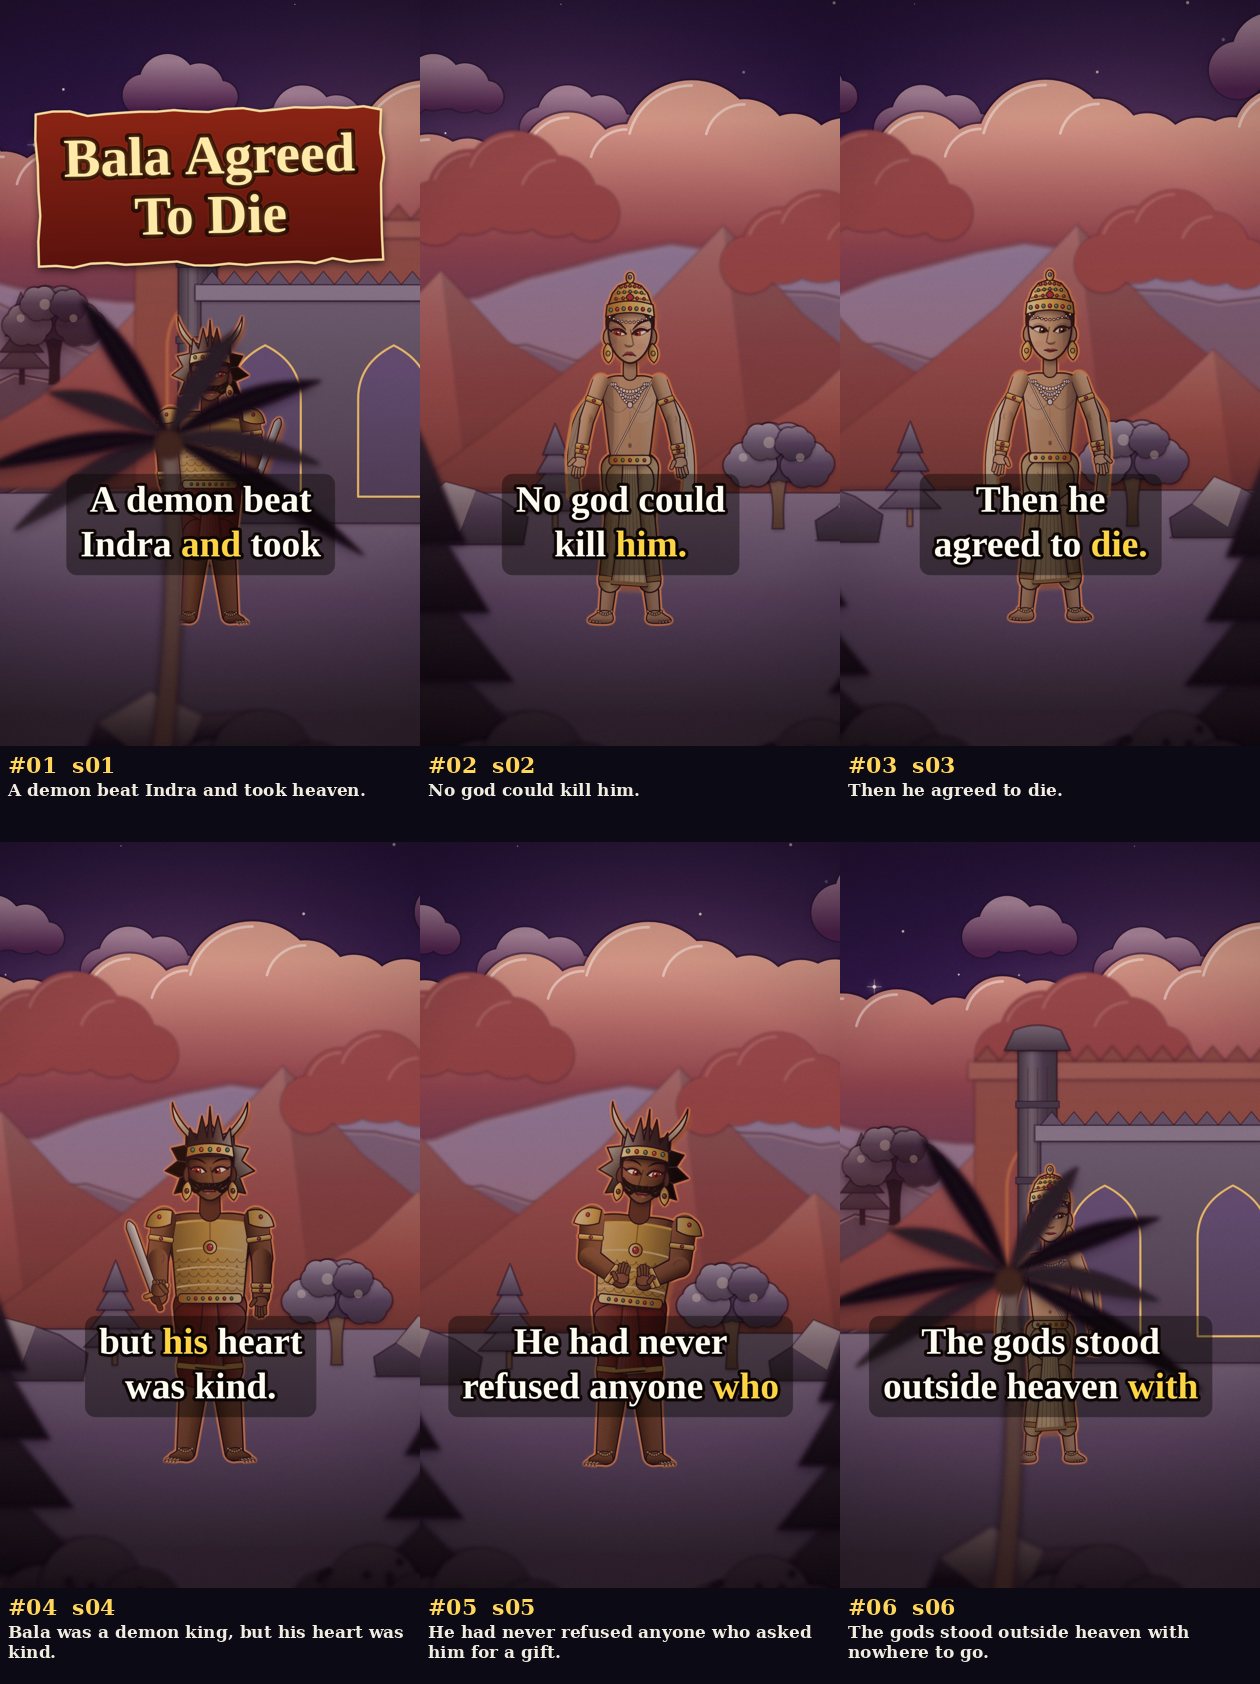 Bala Agreed
To Die
A demon beat
Indra and took
No god could
kill him.
Then he
agreed to die.
#01 s01
A demon beat Indra and took heaven.
#02 s02
No god could kill him.
#03 s03
Then he agreed to die.
but his heart
was kind.
He had never
refused anyone who
The gods stood
outside heaven with
#04 s04
Bala was a demon king, but his heart was
kind.
#05 s05
He had never refused anyone who asked
him for a gift.
#06 s06
The gods stood outside heaven with
nowhere to go.